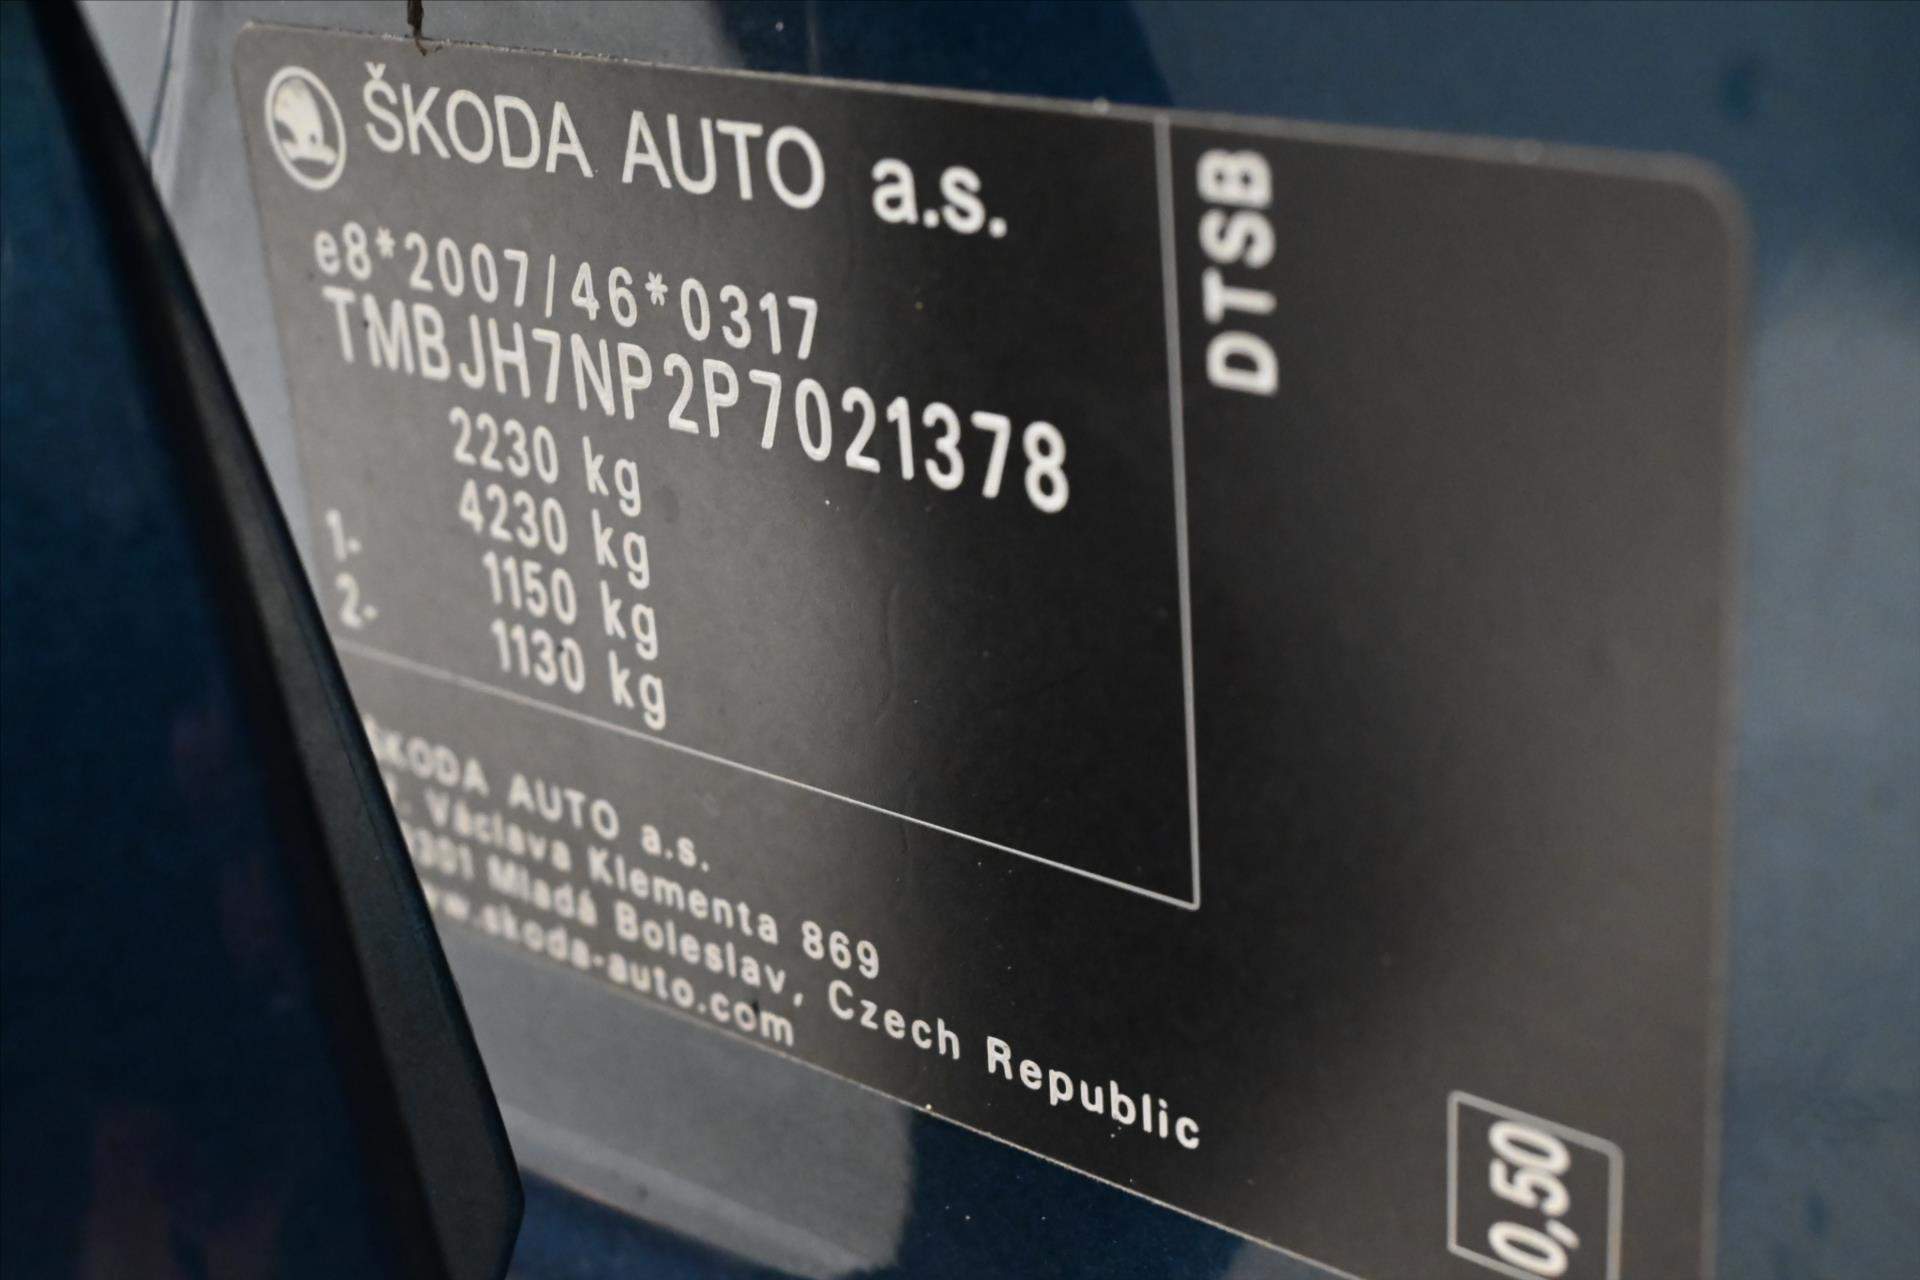 ŠKODA AUTO a.s.
e8*2007/46*0317
TMBJH7NP2P7021378
2230 kg
4230 kg
1- 1150 kg
2- 1130 kg
DTSB
ŠKODA AUTO a.s.
Václava Klementa 869
Mladá Boleslav, Czech Republic
www.skoda-auto.com
0,50